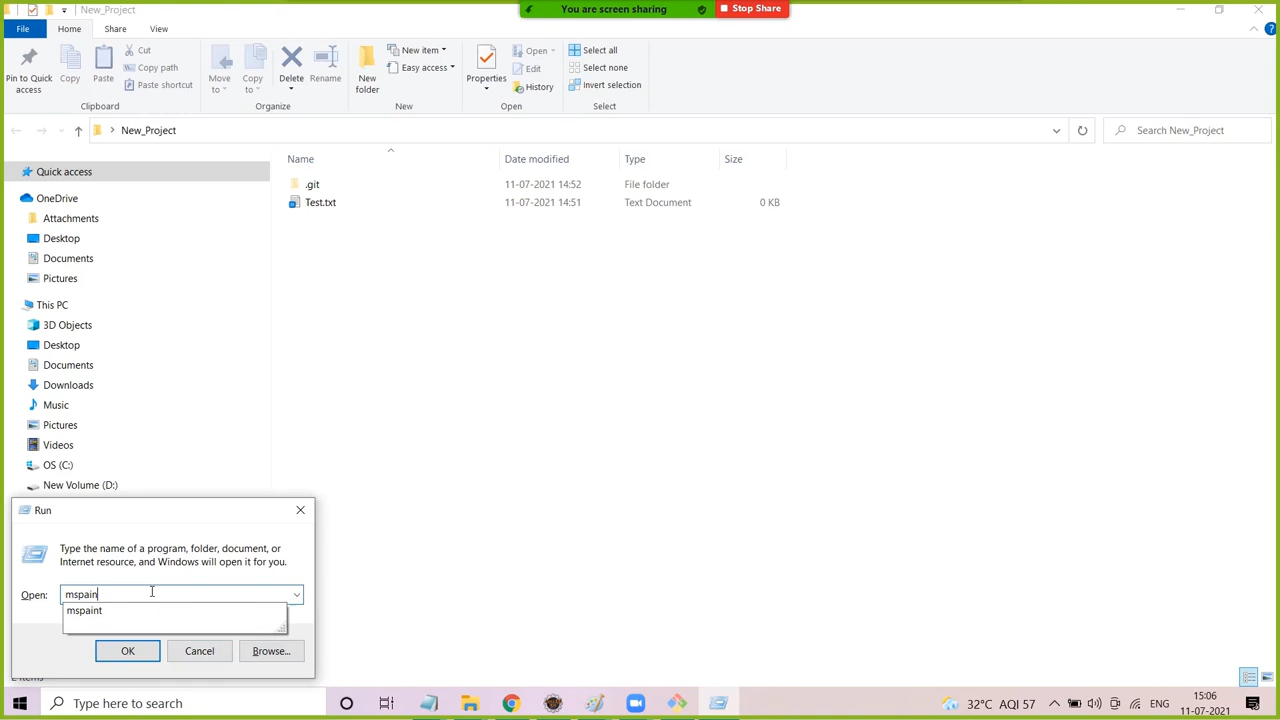 New_Project
You are screen sharing
Stop Share
File
Home
Share
View
Pin to Quick
access
Copy
Paste
Cut
Copy path
Paste shortcut
Clipboard
Move
to
Copy
to
Delete
Rename
Organize
New
folder
New item
Easy access
New
Properties
Open
Edit
History
Open
Select all
Select none
Invert selection
Select
New_Project
Search New_Project
Name
Date modified
Type
Size
.git
11-07-2021 14:52
File folder
Test.txt
11-07-2021 14:51
Text Document
0 KB
Quick access
OneDrive
Attachments
Desktop
Documents
Pictures
This PC
3D Objects
Desktop
Documents
Downloads
Music
Pictures
Videos
OS (C:)
New Volume (D:)
Run
Type the name of a program, folder, document, or
Internet resource, and Windows will open it for you.
Open:
mspain
mspaint
OK
Cancel
Browse...
Type here to search
32°C AQI 57
ENG
15:06
11-07-2021